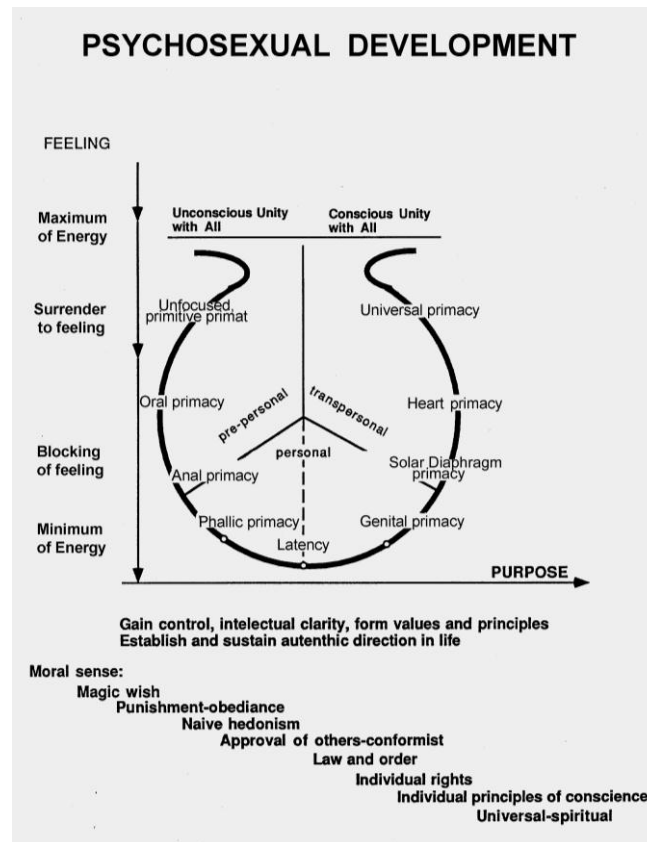 PSYCHOSEXUAL DEVELOPMENT
FEELING
Maximum
of Energy
Unconscious Unity
with All
Conscious Unity
with All
Surrender
to feeling
Unfocused,
primitive primat
Universal primacy
Oral primacy
Heart primacy
pre-personal
transpersonal
personal
Blocking
of feeling
Anal primacy
Solar Diaphragm
primacy
Phallic primacy
Genital primacy
Minimum
of Energy
Latency
PURPOSE
Gain control, intelectual clarity, form values and principles
Establish and sustain autenthic direction in life
Moral sense:
Magic wish
Punishment-obediance
Naive hedonism
Approval of others-conformist
Law and order
Individual rights
Individual principles of conscience
Universal-spiritual